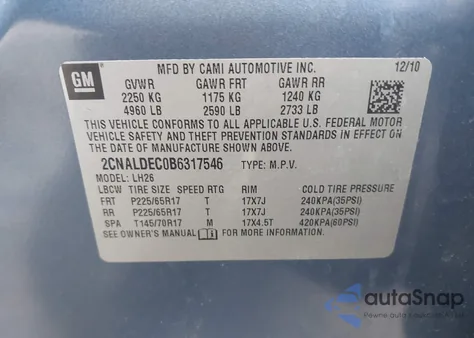 GM
MFD BY CAMI AUTOMOTIVE INC. 12/10
GVWR GAWR FRT GAWR RR
2250 KG 1175 KG 1240 KG
4960 LB 2590 LB 2733 LB
THIS VEHICLE CONFORMS TO ALL APPLICABLE U.S. FEDERAL MOTOR
VEHICLE SAFETY AND THEFT PREVENTION STANDARDS IN EFFECT ON
THE DATE OF MANUFACTURE SHOWN ABOVE.
2CNALDEC0B6317546 TYPE: M.P.V.
MODEL: LH26
LBCW TIRE SIZE SPEED RTG RIM COLD TIRE PRESSURE
FRT P225/65R17 T 17X7J 240KPA(35PSI)
RR P225/65R17 T 17X7J 240KPA(35PSI)
SPA T145/70R17 M 17X4.5T 420KPA(60PSI)
SEE OWNER'S MANUAL FOR MORE INFORMATION
autoSnap
Pewne auto prosto z USA